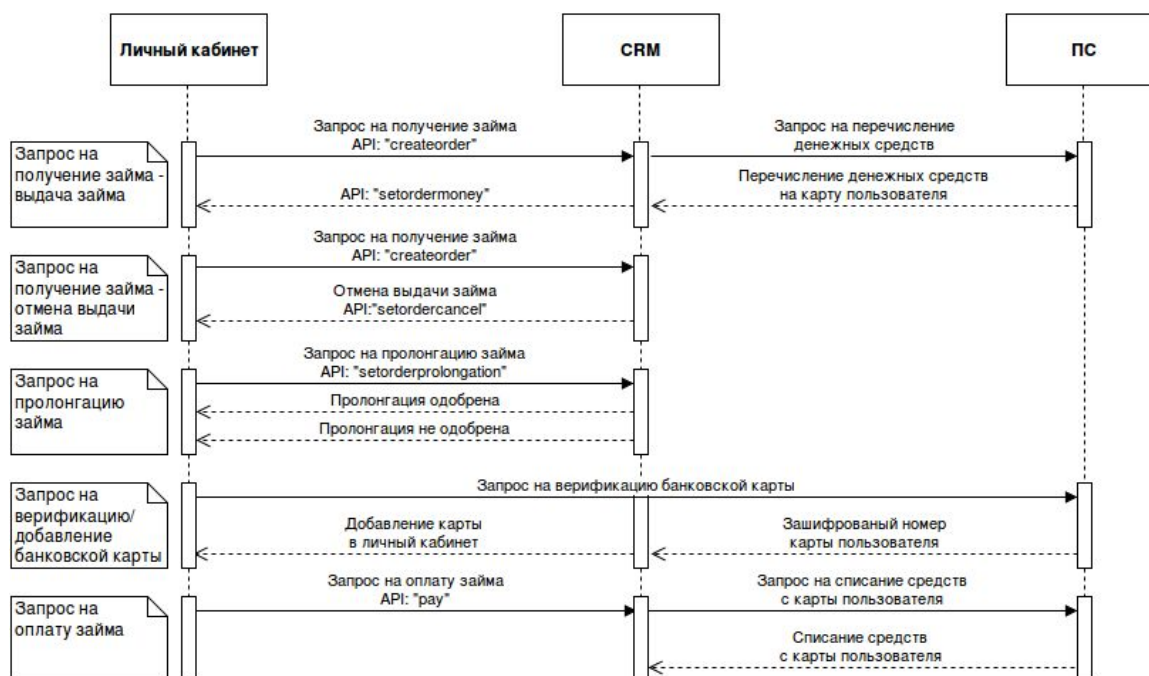 Личный кабинет
CRM
ПС
Запрос на
получение займа -
выдача займа
Запрос на получение займа
API: "createorder"
Запрос на перечисление
денежных средств
API: "setordermoney"
Перечисление денежных средств
на карту пользователя
Запрос на
получение займа -
отмена выдачи
займа
Запрос на получение займа
API: "createorder"
Отмена выдачи займа
API:"setordercancel"
Запрос на
пролонгацию
займа
Запрос на пролонгацию займа
API: "setorderprolongation"
Пролонгация одобрена
Пролонгация не одобрена
Запрос на
верификацию/
добавление
банковской карты
Запрос на верификацию банковской карты
Добавление карты
в личный кабинет
Зашифрованый номер
карты пользователя
Запрос на
оплату займа
Запрос на оплату займа
API: "pay"
Запрос на списание средств
с карты пользователя
Списание средств
с карты пользователя